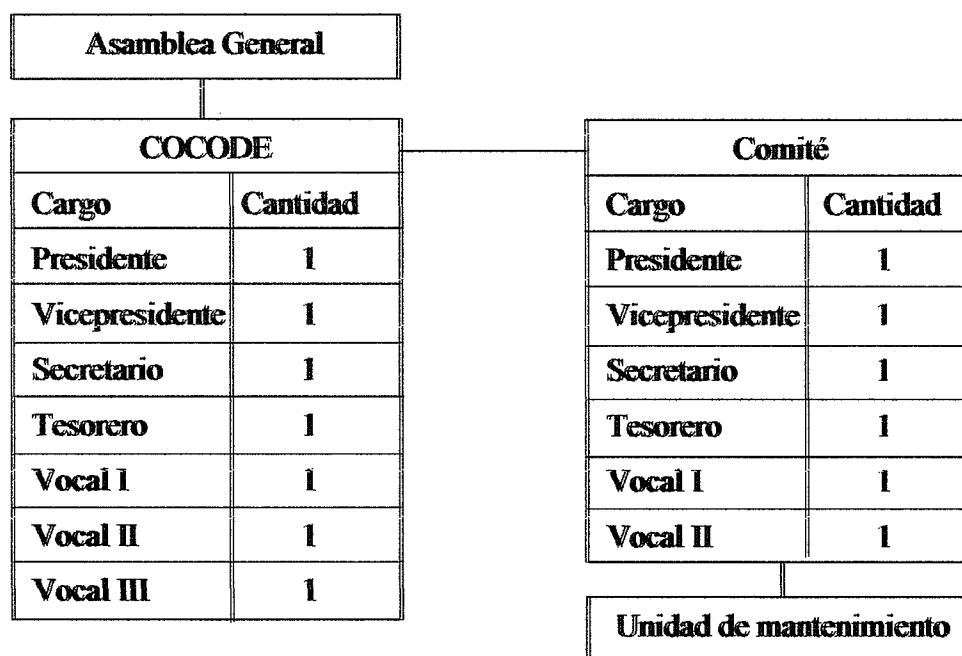 Asamblea General
COCODE
Cargo Cantidad
Presidente 1
Vicepresidente 1
Secretario 1
Tesorero 1
Vocal I 1
Vocal II 1
Vocal III 1
Comité
Cargo Cantidad
Presidente 1
Vicepresidente 1
Secretario 1
Tesorero 1
Vocal I 1
Vocal II 1
Unidad de mantenimiento